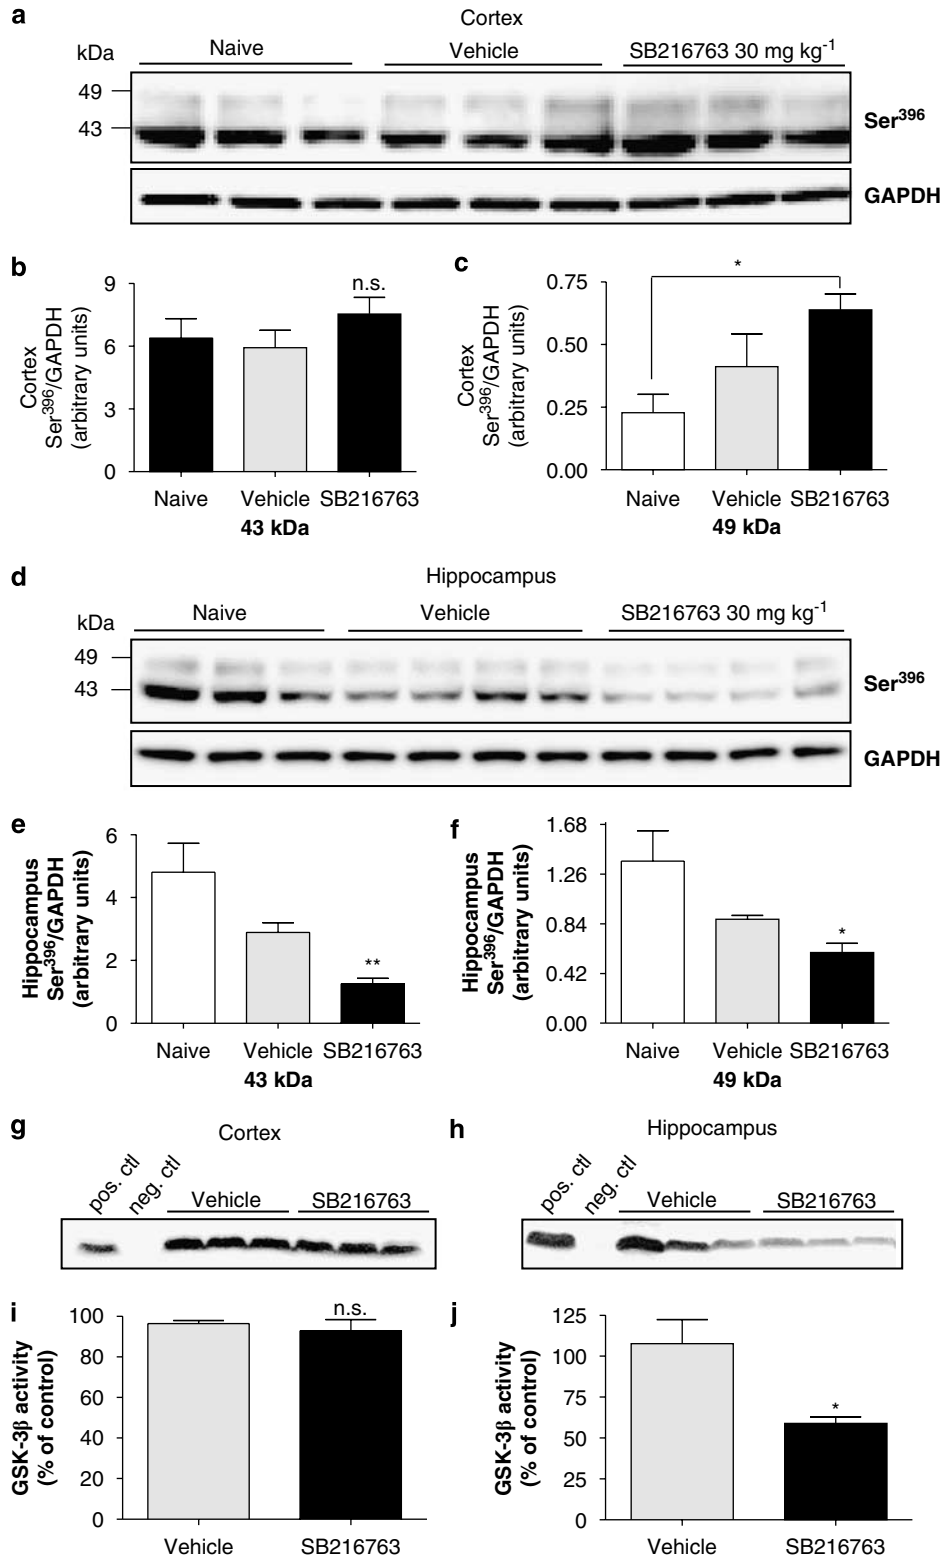 a
Cortex
kDa
Naive
Vehicle
SB216763 30 mg kg-1
49
43
Ser396
GAPDH
b
Cortex
Ser396/GAPDH
(arbitrary units)
9
6
3
0
n.s.
Naive
Vehicle
SB216763
43 kDa
c
Cortex
Ser396/GAPDH
(arbitrary units)
0.75
0.50
0.25
0.00
*
Naive
Vehicle
SB216763
49 kDa
d
Hippocampus
kDa
Naive
Vehicle
SB216763 30 mg kg-1
49
43
Ser396
GAPDH
e
Hippocampus
Ser396/GAPDH
(arbitrary units)
6
4
2
0
**
Naive
Vehicle
SB216763
43 kDa
f
Hippocampus
Ser396/GAPDH
(arbitrary units)
1.68
1.26
0.84
0.42
0.00
*
Naive
Vehicle
SB216763
49 kDa
g
Cortex
pos. ctl
neg. ctl
Vehicle
SB216763
h
Hippocampus
pos. ctl
neg. ctl
Vehicle
SB216763
i
GSK-3β activity
(% of control)
100
80
60
40
20
0
n.s.
Vehicle
SB216763
j
GSK-3β activity
(% of control)
125
100
75
50
25
0
*
Vehicle
SB216763